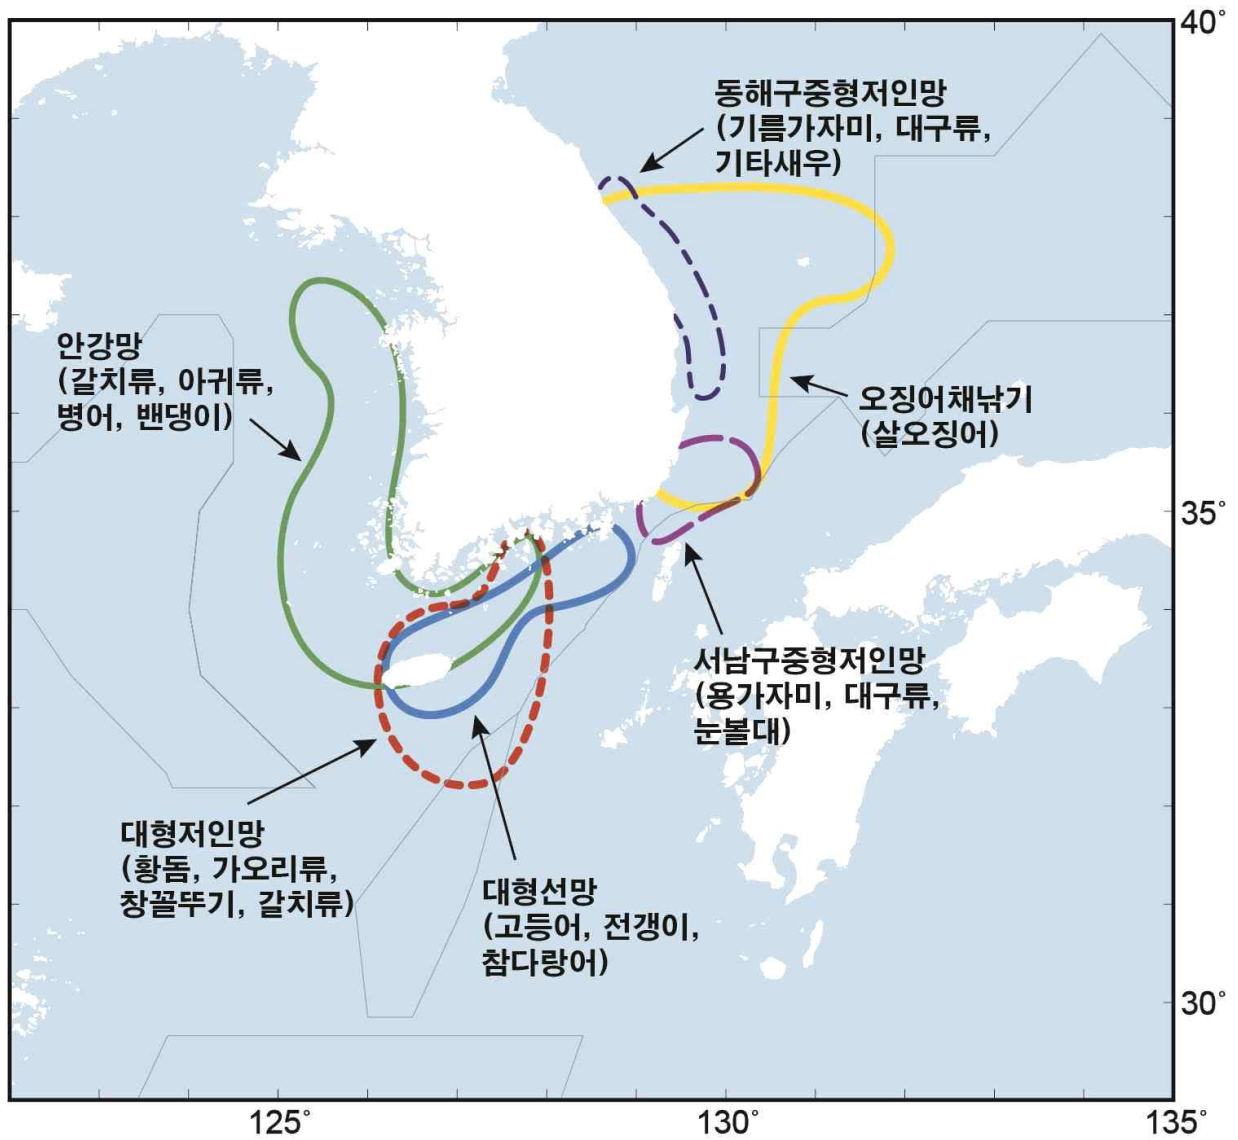 40°
동해구중형저인망
(기름가자미, 대구류,
기타새우)
안강망
(갈치류, 아귀류,
병어, 밴댕이)
오징어채낚기
(살오징어)
35°
서남구중형저인망
(용가자미, 대구류,
눈볼대)
대형저인망
(황돔, 가오리류,
창꼴뚜기, 갈치류)
대형선망
(고등어, 전갱이,
참다랑어)
30°
125°
130°
135°